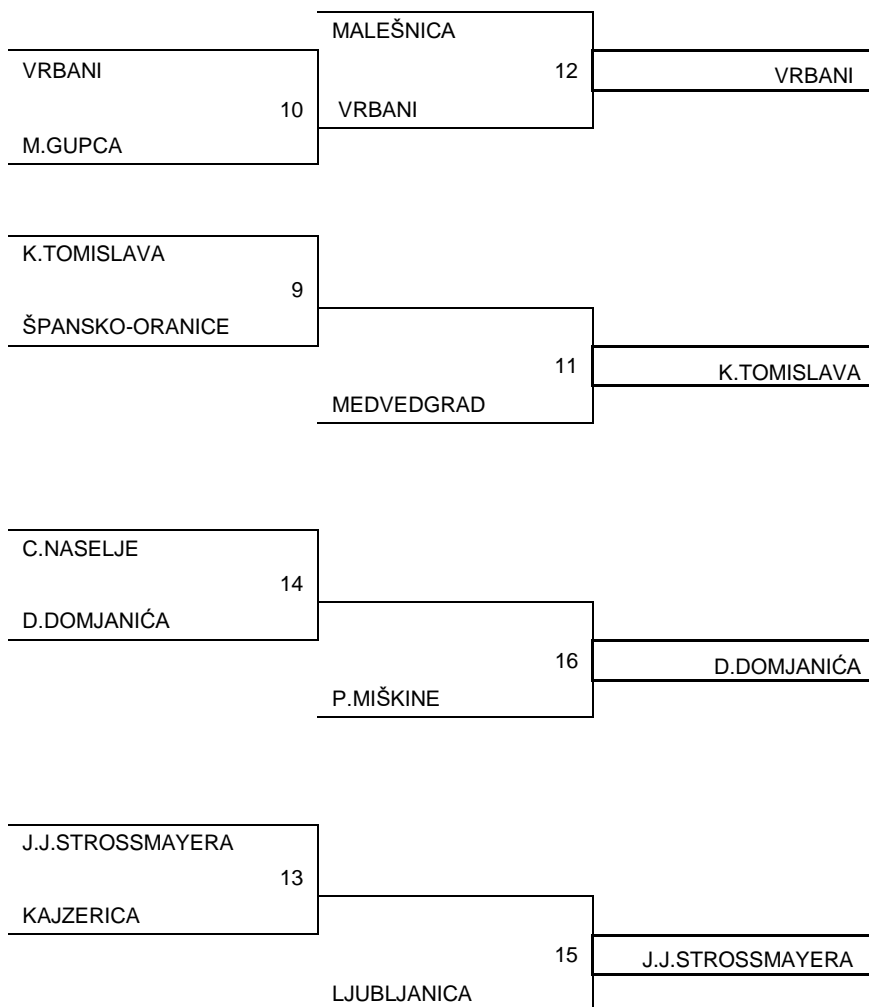 MALEŠNICA
VRBANI 12 VRBANI
10 VRBANI
M.GUPCA
K.TOMISLAVA
9
ŠPANSKO-ORANICE
11 K.TOMISLAVA
MEDVEDGRAD
C.NASELJE
14
D.DOMJANIĆA
16 D.DOMJANIĆA
P.MIŠKINE
J.J.STROSSMAYERA
13
KAJZERICA
15 J.J.STROSSMAYERA
LJUBLJANICA